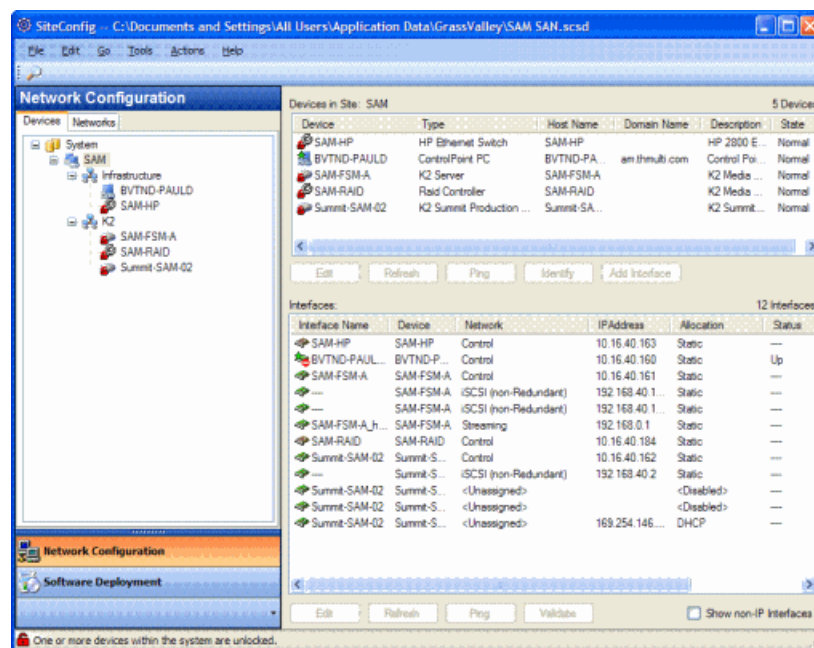 SiteConfig -- C:\Documents and Settings\All Users\Application Data\GrassValley\SAM SAN.scsd
File Edit Go Tools Actions Help
Network Configuration
Devices Networks
System
SAM
Infrastructure
BVTND-PAULD
SAM-HP
K2
SAM-FSM-A
SAM-RAID
Summit-SAM-02
Network Configuration
Software Deployment
Devices in Site: SAM 5 Devices
Device Type Host Name Domain Name Description State
SAM-HP HP Ethernet Switch SAM-HP HP 2800 E... Normal
BVTND-PAULD ControlPoint PC BVTND-PA... am.thmulti.com Control Poi... Normal
SAM-FSM-A K2 Server SAM-FSM-A K2 Media ... Normal
SAM-RAID Raid Controller SAM-RAID K2 Media ... Normal
Summit-SAM-02 K2 Summit Production ... Summit-SA... K2 Summit... Normal
Edit Refresh Ping Identify Add Interface
Interfaces: 12 Interfaces
Interface Name Device Network IPAddress Allocation Status
SAM-HP SAM-HP Control 10.16.40.163 Static ---
BVTND-PAUL... BVTND-P... Control 10.16.40.160 Static Up
SAM-FSM-A SAM-FSM-A Control 10.16.40.161 Static ---
--- SAM-FSM-A iSCSI (non-Redundant) 192.168.40.1... Static ---
--- SAM-FSM-A iSCSI (non-Redundant) 192.168.40.1... Static ---
SAM-FSM-A_h... SAM-FSM-A Streaming 192.168.0.1 Static ---
SAM-RAID SAM-RAID Control 10.16.40.184 Static ---
Summit-SAM-02 Summit-S... Control 10.16.40.162 Static ---
--- Summit-S... iSCSI (non-Redundant) 192.168.40.2 Static ---
Summit-SAM-02 Summit-S... <Unassigned> <Disabled> ---
Summit-SAM-02 Summit-S... <Unassigned> <Disabled> ---
Summit-SAM-02 Summit-S... <Unassigned> 169.254.146.... DHCP ---
Edit Refresh Ping Validate Show non-IP Interfaces
One or more devices within the system are unlocked.